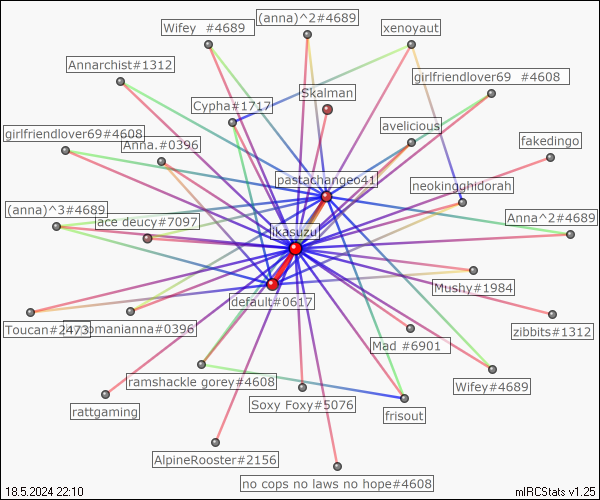 (anna)^2#4689
Wifey  #4689
xenoyaut
Annarchist#1312
girlfriendlover69  #4608
Skalman
Cypha#1717
avelicious
girlfriendlover69#4608
Anna.#0396
fakedingo
pastachangeo41
neokingghidorah
(anna)^3#4689
ace deucy#7097
Anna^2#4689
ikasuzu
Mushy#1984
default#0617
Toucan#2473
omanianna#0396
zibbits#1312
Mad #6901
ramshackle gorey#4608
Wifey#4689
Soxy Foxy#5076
rattgaming
frisout
AlpineRooster#2156
no cops no laws no hope#4608
18.5.2024 22:10
mIRCStats v1.25